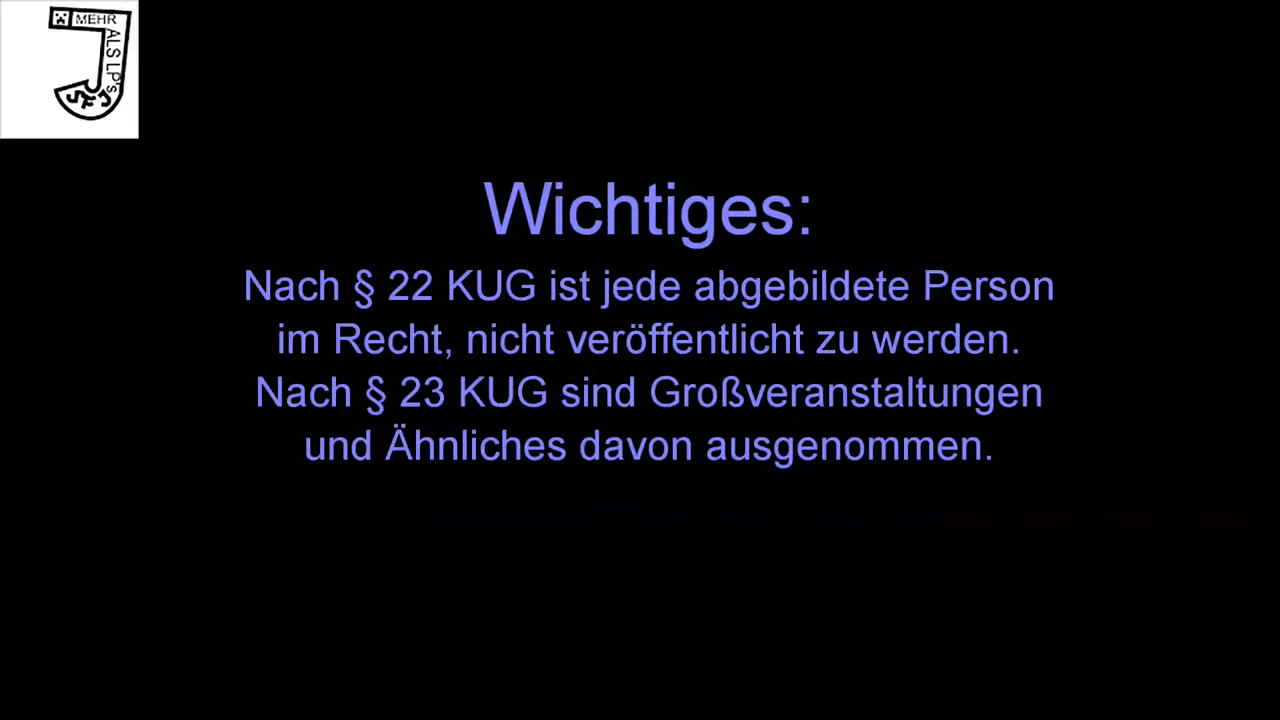 MEHR
ALS LP's
SFJ
Wichtiges:
Nach § 22 KUG ist jede abgebildete Person
im Recht, nicht veröffentlicht zu werden.
Nach § 23 KUG sind Großveranstaltungen
und Ähnliches davon ausgenommen.